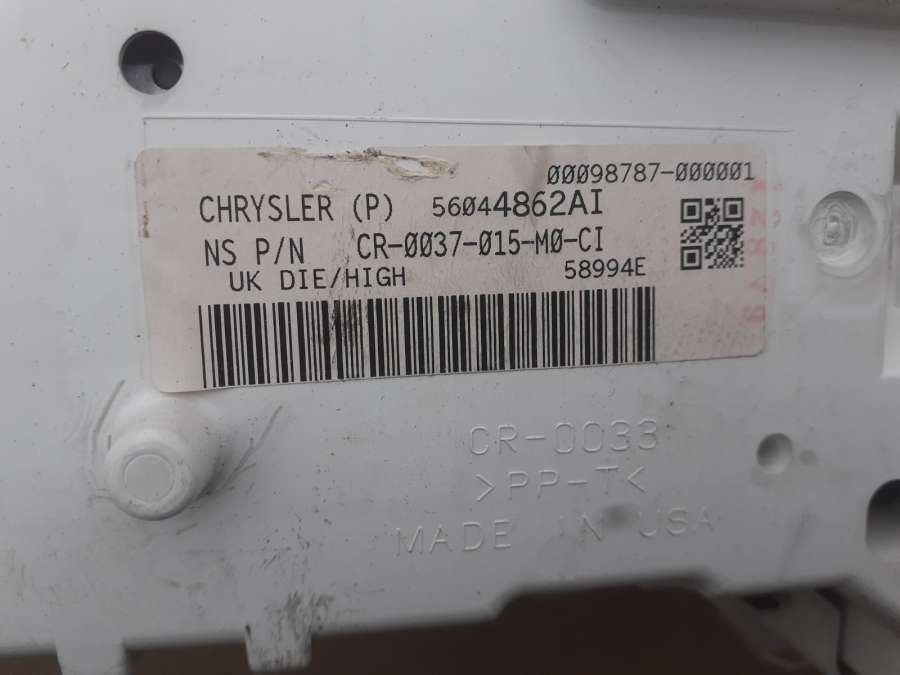 00098787-000001
CHRYSLER (P) 56044862AI
NS P/N CR-0037-015-M0-CI
UK DIE/HIGH 58994E
CR-0033
>PP-T<
MADE IN USA